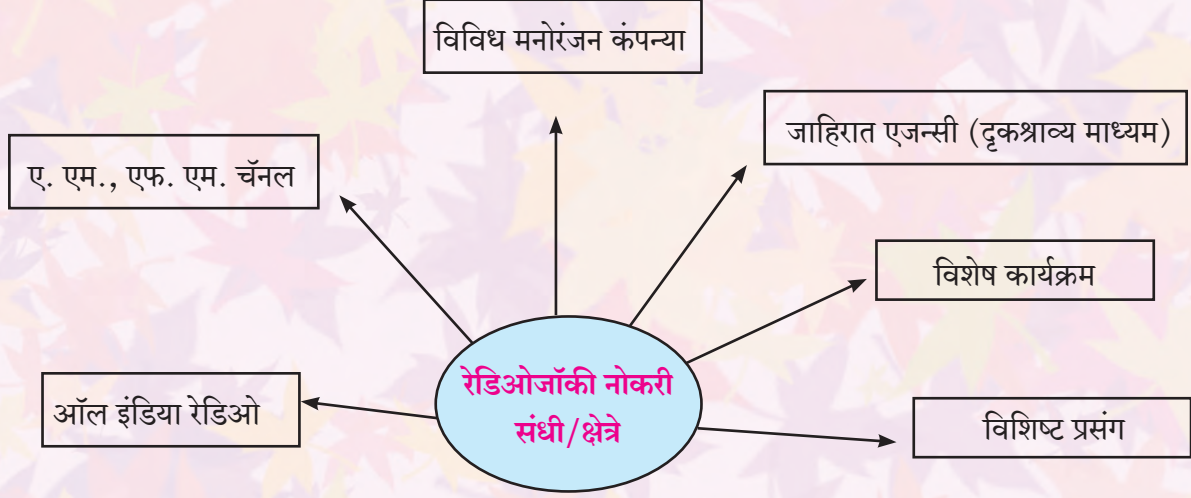 विविध मनोरंजन कंपन्या
जाहिरात एजन्सी (दृकश्राव्य माध्यम)
ए. एम., एफ. एम. चॅनल
विशेष कार्यक्रम
रेडिओजॉकी नोकरी
संधी/क्षेत्रे
ऑल इंडिया रेडिओ
विशिष्ट प्रसंग